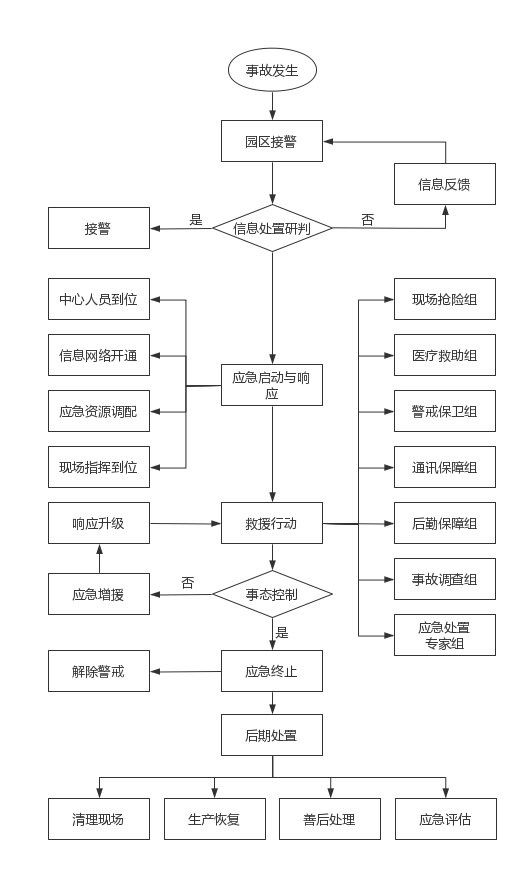 事故发生
园区接警
信息反馈
是
否
接警
信息处置研判
中心人员到位
现场抢险组
信息网络开通
医疗救助组
应急启动与响
应
应急资源调配
警戒保卫组
现场指挥到位
通讯保障组
响应升级
救援行动
后勤保障组
否
应急增援
事态控制
事故调查组
应急处置
专家组
是
解除警戒
应急终止
后期处置
清理现场
生产恢复
善后处理
应急评估